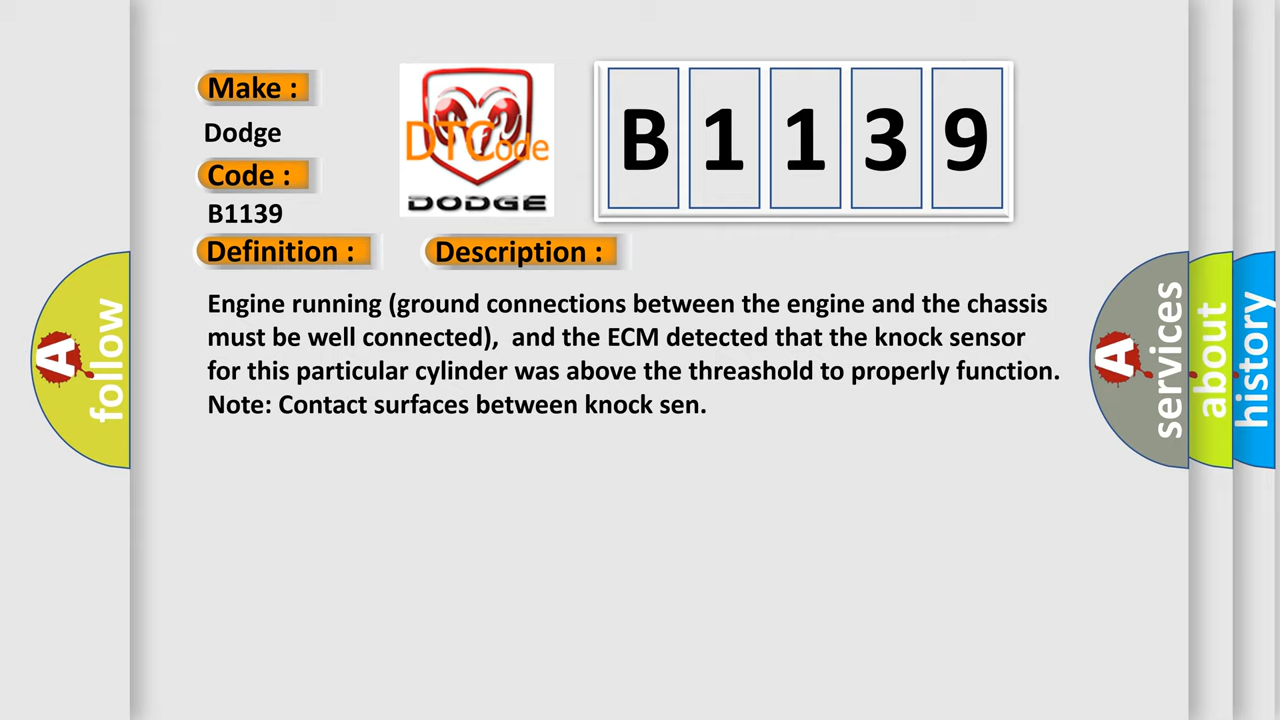 Make :
Dodge
Code :
B1139
Definition :
Description :
Engine running (ground connections between the engine and the chassis
must be well connected),  and the ECM detected that the knock sensor
for this particular cylinder was above the threashold to properly function.
Note: Contact surfaces between knock sen.
DTCode
DODGE
B 1 1 3 9
A follow
A services
about
history